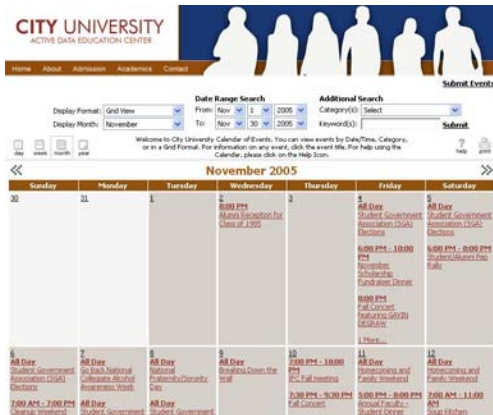 CITY UNIVERSITY
ACTIVE DATA EDUCATION CENTER
Home About Admission Academics Contact
Submit Events
Date Range Search Additional Search
Display Format: Grid View From: Nov 1 2005 Category(s): Select
Display Month: November To: Nov 30 2005 Keyword(s): Submit
Welcome to City University Calendar of Events. You can view events by Date/Time, Category,
or in a Grid Format. For information on any event, click the event title. For help using the
Calendar, please click on the Help Icon.
day week month year help print
November 2005
Sunday Monday Tuesday Wednesday Thursday Friday Saturday
30
31
1
2
8:00 PM
Alumni Reception for
Class of 1985
3
4
All Day
Student Government
Association (SGA)
Elections
6:00 PM - 10:00
PM
November
Scholarship
Fundraiser Dinner
8:00 PM
Fall Concert
Featuring GAVIN
DEGRAW
1 More...
5
All Day
Student Government
Association (SGA)
Elections
6:00 PM - 8:00 PM
Student/Alumni Pep
Rally
6
All Day
Student Government
Association (SGA)
Elections
7:00 AM - 7:00 PM
Cleanup Weekend
7
All Day
Go Back National
Collegiate Alcohol
Awareness Week
All Day
Student Government
8
All Day
National
Fraternity/Sorority
Day
All Day
Student Government
9
All Day
Breaking Down the
Wall
10
7:00 PM - 10:00
PM
IFC Fall meeting
7:30 PM - 9:30 PM
Fall Concert
11
All Day
Homecoming and
Family Weekend
5:00 PM - 8:00 PM
Annual Faculty -
Student Dinner
12
All Day
Homecoming and
Family Weekend
7:00 AM - 11:00
AM
Soup Kitchen